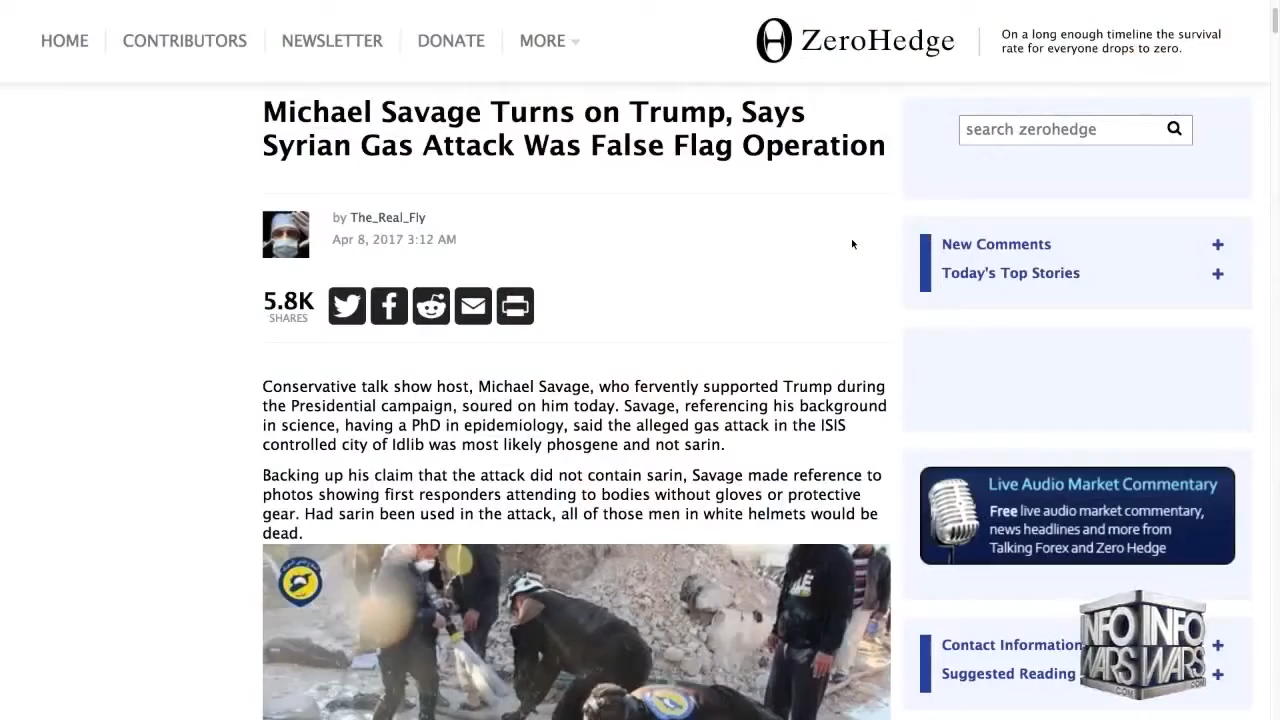 HOME
CONTRIBUTORS
NEWSLETTER
DONATE
MORE
ZeroHedge
On a long enough timeline the survival
rate for everyone drops to zero.
Michael Savage Turns on Trump, Says
Syrian Gas Attack Was False Flag Operation
by The_Real_Fly
Apr 8, 2017 3:12 AM
5.8K
SHARES
Conservative talk show host, Michael Savage, who fervently supported Trump during
the Presidential campaign, soured on him today. Savage, referencing his background
in science, having a PhD in epidemiology, said the alleged gas attack in the ISIS
controlled city of Idlib was most likely phosgene and not sarin.
Backing up his claim that the attack did not contain sarin, Savage made reference to
photos showing first responders attending to bodies without gloves or protective
gear. Had sarin been used in the attack, all of those men in white helmets would be
dead.
search zerohedge
New Comments +
Today's Top Stories +
Live Audio Market Commentary
Free live audio market commentary,
news headlines and more from
Talking Forex and Zero Hedge
Contact Information +
Suggested Reading +
INFO INFO
WARS WARS
.COM